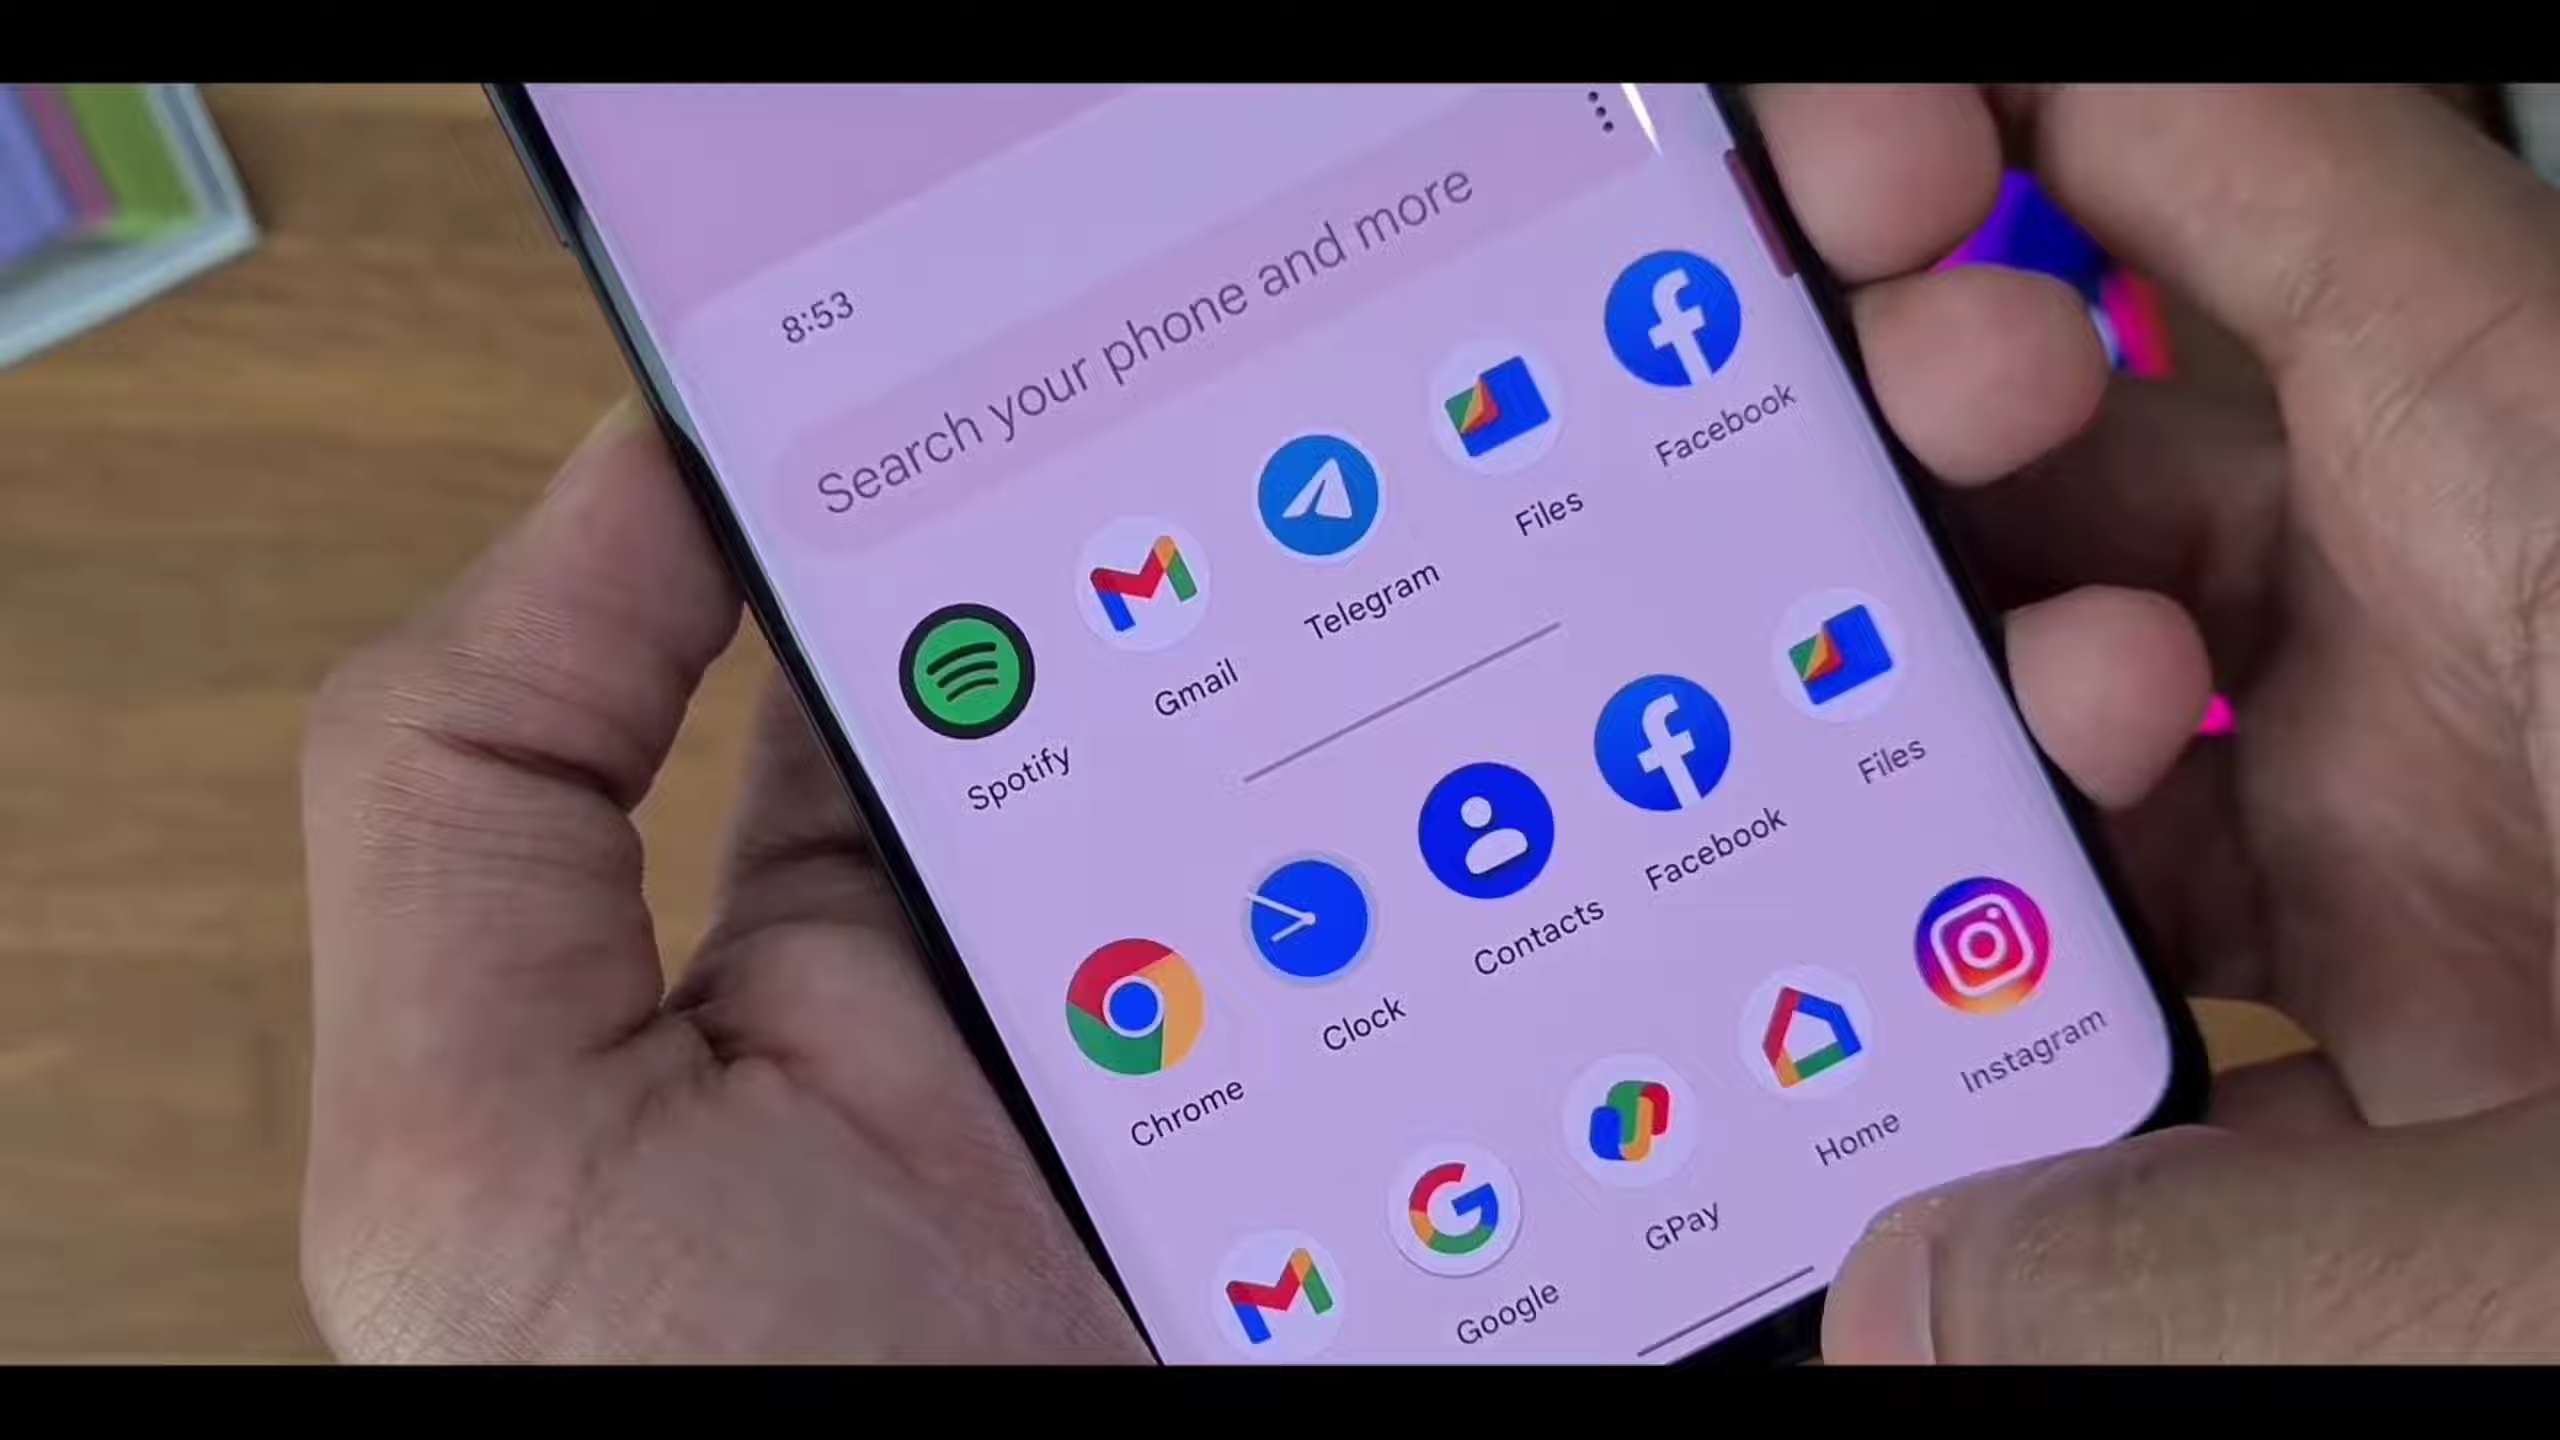 8:53
Search your phone and more
Spotify
Gmail
Telegram
Files
Facebook
Chrome
Clock
Contacts
Facebook
Files
Google
GPay
Home
Instagram